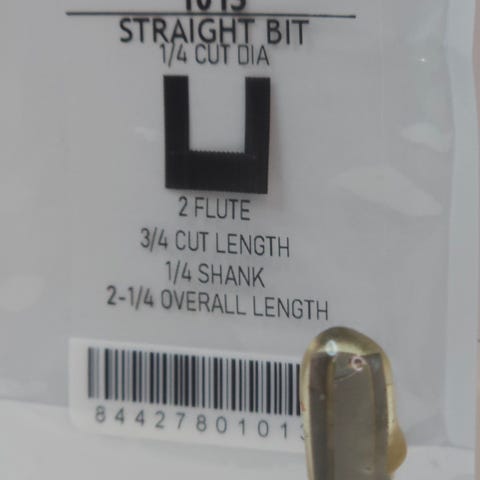 STRAIGHT BIT
1/4 CUT DIA
2 FLUTE
3/4 CUT LENGTH
1/4 SHANK
2-1/4 OVERALL LENGTH
84427801013